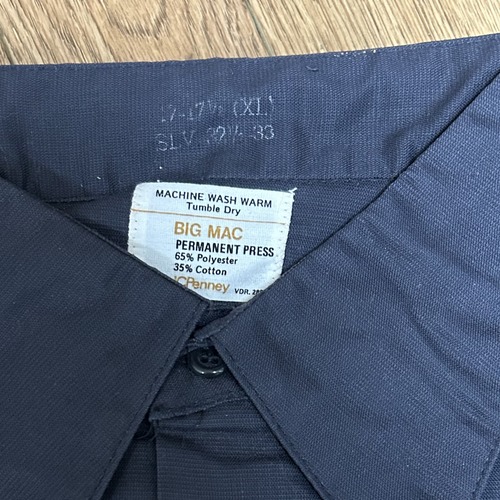 17-17½ (XL)
SLV. 32½-33
MACHINE WASH WARM
Tumble Dry
BIG MAC
PERMANENT PRESS
65% Polyester
35% Cotton
JCPenney VDR.